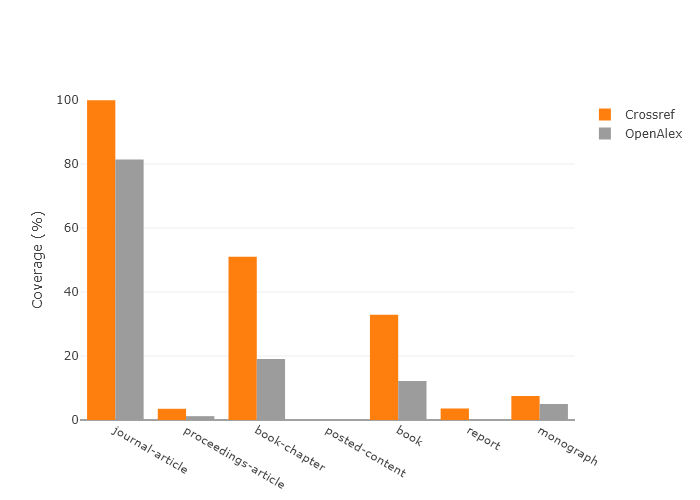 100
80
60
40
20
0
Coverage (%)
journal-article
proceedings-article
book-chapter
posted-content
book
report
monograph
Crossref
OpenAlex